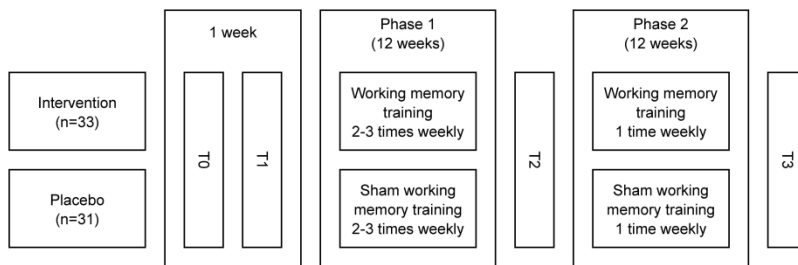 1 week
Phase 1
(12 weeks)
Phase 2
(12 weeks)
Intervention
(n=33)
Placebo
(n=31)
T0
T1
Working memory
training
2-3 times weekly
Sham working
memory training
2-3 times weekly
T2
Working memory
training
1 time weekly
Sham working
memory training
1 time weekly
T3